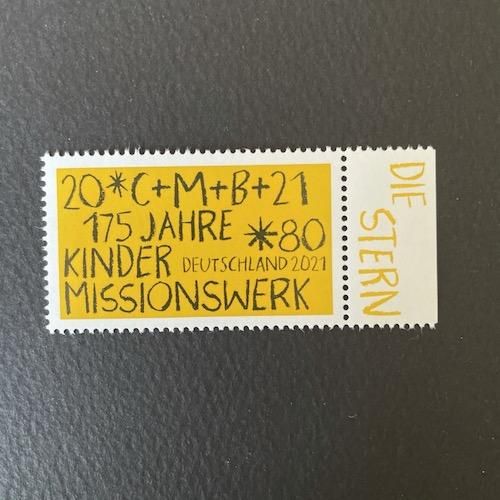 20*C+M+B+21
175 JAHRE
*80
KINDER
DEUTSCHLAND 2021
MISSIONSWERK
DIE
STERN